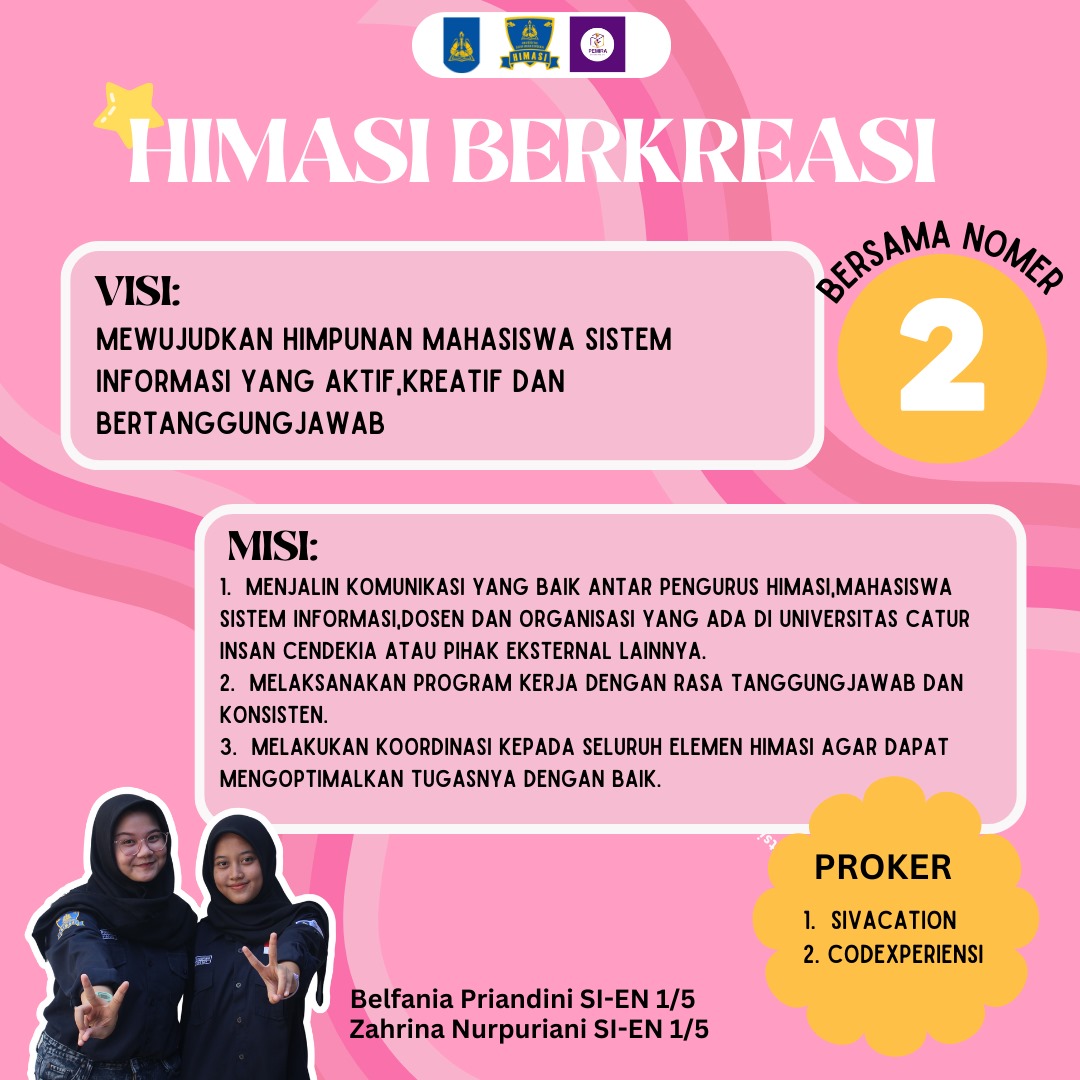 HIMASI
PEMIRA
HIMASI BERKREASI
BERSAMA NOMER
2
VISI:
MEWUJUDKAN HIMPUNAN MAHASISWA SISTEM
INFORMASI YANG AKTIF,KREATIF DAN
BERTANGGUNGJAWAB
MISI:
1. MENJALIN KOMUNIKASI YANG BAIK ANTAR PENGURUS HIMASI,MAHASISWA
SISTEM INFORMASI,DOSEN DAN ORGANISASI YANG ADA DI UNIVERSITAS CATUR
INSAN CENDEKIA ATAU PIHAK EKSTERNAL LAINNYA.
2. MELAKSANAKAN PROGRAM KERJA DENGAN RASA TANGGUNGJAWAB DAN
KONSISTEN.
3. MELAKUKAN KOORDINASI KEPADA SELURUH ELEMEN HIMASI AGAR DAPAT
MENGOPTIMALKAN TUGASNYA DENGAN BAIK.
PROKER
1. SIVACATION
2. CODEXPERIENSI
Belfania Priandini SI-EN 1/5
Zahrina Nurpuriani SI-EN 1/5